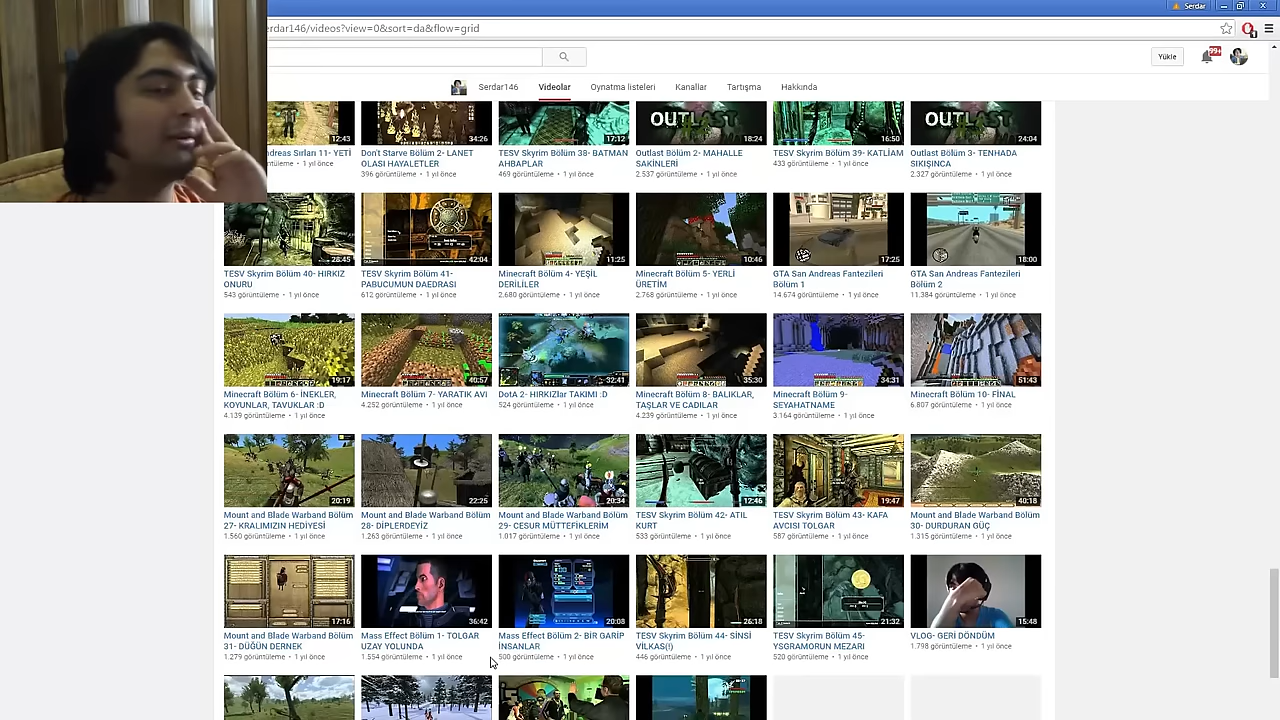 Serdar
erdar146/videos?view=0&sort=da&flow=grid
Yükle
99+
Serdar146 Videolar Oynatma listeleri Kanallar Tartışma Hakkında
OUTLAST OUTLAST
12:43 34:26 17:12 18:24 16:50 24:04
ndreas Sırları 11- YETİ
Don't Starve Bölüm 2- LANET
OLASI HAYALETLER
396 görüntüleme • 1 yıl önce
TESV Skyrim Bölüm 38- BATMAN
AHBAPLAR
469 görüntüleme • 1 yıl önce
Outlast Bölüm 2- MAHALLE
SAKİNLERİ
2.537 görüntüleme • 1 yıl önce
TESV Skyrim Bölüm 39- KATLİAM
433 görüntüleme • 1 yıl önce
Outlast Bölüm 3- TENHADA
SIKIŞINCA
2.327 görüntüleme • 1 yıl önce
28:45 42:04 11:25 10:46 17:25 18:00
TESV Skyrim Bölüm 40- HIRKIZ
ONURU
543 görüntüleme • 1 yıl önce
TESV Skyrim Bölüm 41-
PABUCUMUN DAEDRASI
612 görüntüleme • 1 yıl önce
Minecraft Bölüm 4- YEŞİL
DERİLİLER
2.680 görüntüleme • 1 yıl önce
Minecraft Bölüm 5- YERLİ
ÜRETİM
2.768 görüntüleme • 1 yıl önce
GTA San Andreas Fantezileri
Bölüm 1
14.674 görüntüleme • 1 yıl önce
GTA San Andreas Fantezileri
Bölüm 2
11.384 görüntüleme • 1 yıl önce
19:17 40:57 32:41 35:30 34:31 51:43
Minecraft Bölüm 6- İNEKLER,
KOYUNLAR, TAVUKLAR :D
4.139 görüntüleme • 1 yıl önce
Minecraft Bölüm 7- YARATIK AVI
4.252 görüntüleme • 1 yıl önce
DotA 2- HIRKIZlar TAKIMI :D
524 görüntüleme • 1 yıl önce
Minecraft Bölüm 8- BALIKLAR,
TAŞLAR VE CADILAR
4.239 görüntüleme • 1 yıl önce
Minecraft Bölüm 9-
SEYAHATNAME
3.164 görüntüleme • 1 yıl önce
Minecraft Bölüm 10- FİNAL
6.807 görüntüleme • 1 yıl önce
20:19 22:25 20:34 12:46 19:47 40:18
Mount and Blade Warband Bölüm
27- KRALIMIZIN HEDİYESİ
1.560 görüntüleme • 1 yıl önce
Mount and Blade Warband Bölüm
28- DİPLERDEYİZ
1.263 görüntüleme • 1 yıl önce
Mount and Blade Warband Bölüm
29- CESUR MÜTTEFİKLERİM
1.017 görüntüleme • 1 yıl önce
TESV Skyrim Bölüm 42- ATIL
KURT
533 görüntüleme • 1 yıl önce
TESV Skyrim Bölüm 43- KAFA
AVCISI TOLGAR
587 görüntüleme • 1 yıl önce
Mount and Blade Warband Bölüm
30- DURDURAN GÜÇ
1.315 görüntüleme • 1 yıl önce
17:16 36:42 20:08 26:18 21:32 15:48
Mount and Blade Warband Bölüm
31- DÜĞÜN DERNEK
1.279 görüntüleme • 1 yıl önce
Mass Effect Bölüm 1- TOLGAR
UZAY YOLUNDA
1.554 görüntüleme • 1 yıl önce
Mass Effect Bölüm 2- BİR GARİP
İNSANLAR
500 görüntüleme • 1 yıl önce
TESV Skyrim Bölüm 44- SİNSİ
VİLKAS(!)
446 görüntüleme • 1 yıl önce
TESV Skyrim Bölüm 45-
YSGRAMORUN MEZARI
520 görüntüleme • 1 yıl önce
VLOG- GERİ DÖNDÜM
1.798 görüntüleme • 1 yıl önce